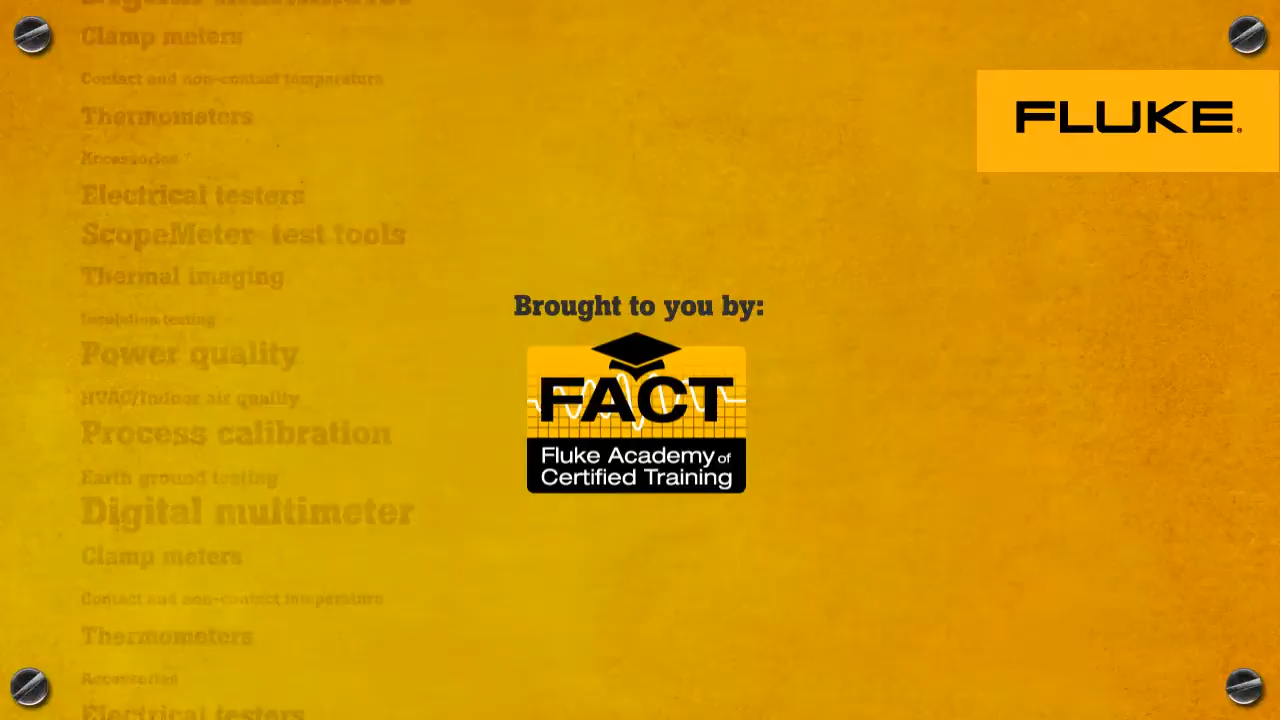 Digital multimeter
Clamp meters
Contact and non-contact temperature
Thermometers
Accessories
Electrical testers
ScopeMeter test tools
Thermal imaging
Insulation testing
Power quality
HVAC/Indoor air quality
Process calibration
Earth ground testing
Digital multimeter
Clamp meters
Contact and non-contact temperature
Thermometers
Accessories
Electrical testers
FLUKE®
Brought to you by:
FACT
Fluke Academy of
Certified Training